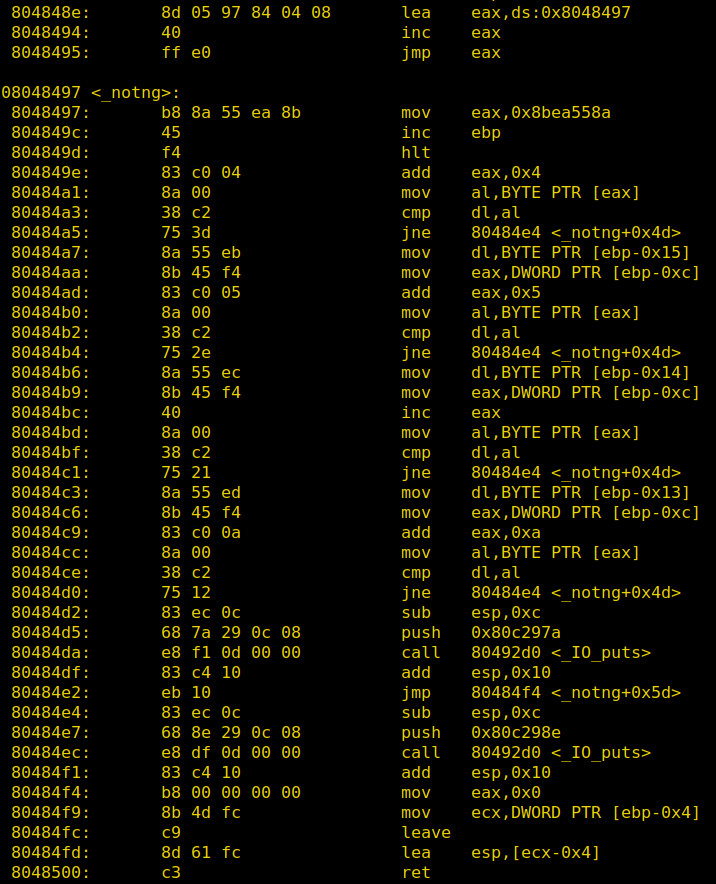 804848e: 8d 05 97 84 04 08 lea eax,ds:0x8048497
8048494: 40 inc eax
8048495: ff e0 jmp eax
08048497 <_notng>:
8048497: b8 8a 55 ea 8b mov eax,0x8bea558a
804849c: 45 inc ebp
804849d: f4 hlt
804849e: 83 c0 04 add eax,0x4
80484a1: 8a 00 mov al,BYTE PTR [eax]
80484a3: 38 c2 cmp dl,al
80484a5: 75 3d jne 80484e4 <_notng+0x4d>
80484a7: 8a 55 eb mov dl,BYTE PTR [ebp-0x15]
80484aa: 8b 45 f4 mov eax,DWORD PTR [ebp-0xc]
80484ad: 83 c0 05 add eax,0x5
80484b0: 8a 00 mov al,BYTE PTR [eax]
80484b2: 38 c2 cmp dl,al
80484b4: 75 2e jne 80484e4 <_notng+0x4d>
80484b6: 8a 55 ec mov dl,BYTE PTR [ebp-0x14]
80484b9: 8b 45 f4 mov eax,DWORD PTR [ebp-0xc]
80484bc: 40 inc eax
80484bd: 8a 00 mov al,BYTE PTR [eax]
80484bf: 38 c2 cmp dl,al
80484c1: 75 21 jne 80484e4 <_notng+0x4d>
80484c3: 8a 55 ed mov dl,BYTE PTR [ebp-0x13]
80484c6: 8b 45 f4 mov eax,DWORD PTR [ebp-0xc]
80484c9: 83 c0 0a add eax,0xa
80484cc: 8a 00 mov al,BYTE PTR [eax]
80484ce: 38 c2 cmp dl,al
80484d0: 75 12 jne 80484e4 <_notng+0x4d>
80484d2: 83 ec 0c sub esp,0xc
80484d5: 68 7a 29 0c 08 push 0x80c297a
80484da: e8 f1 0d 00 00 call 80492d0 <_IO_puts>
80484df: 83 c4 10 add esp,0x10
80484e2: eb 10 jmp 80484f4 <_notng+0x5d>
80484e4: 83 ec 0c sub esp,0xc
80484e7: 68 8e 29 0c 08 push 0x80c298e
80484ec: e8 df 0d 00 00 call 80492d0 <_IO_puts>
80484f1: 83 c4 10 add esp,0x10
80484f4: b8 00 00 00 00 mov eax,0x0
80484f9: 8b 4d fc mov ecx,DWORD PTR [ebp-0x4]
80484fc: c9 leave
80484fd: 8d 61 fc lea esp,[ecx-0x4]
8048500: c3 ret